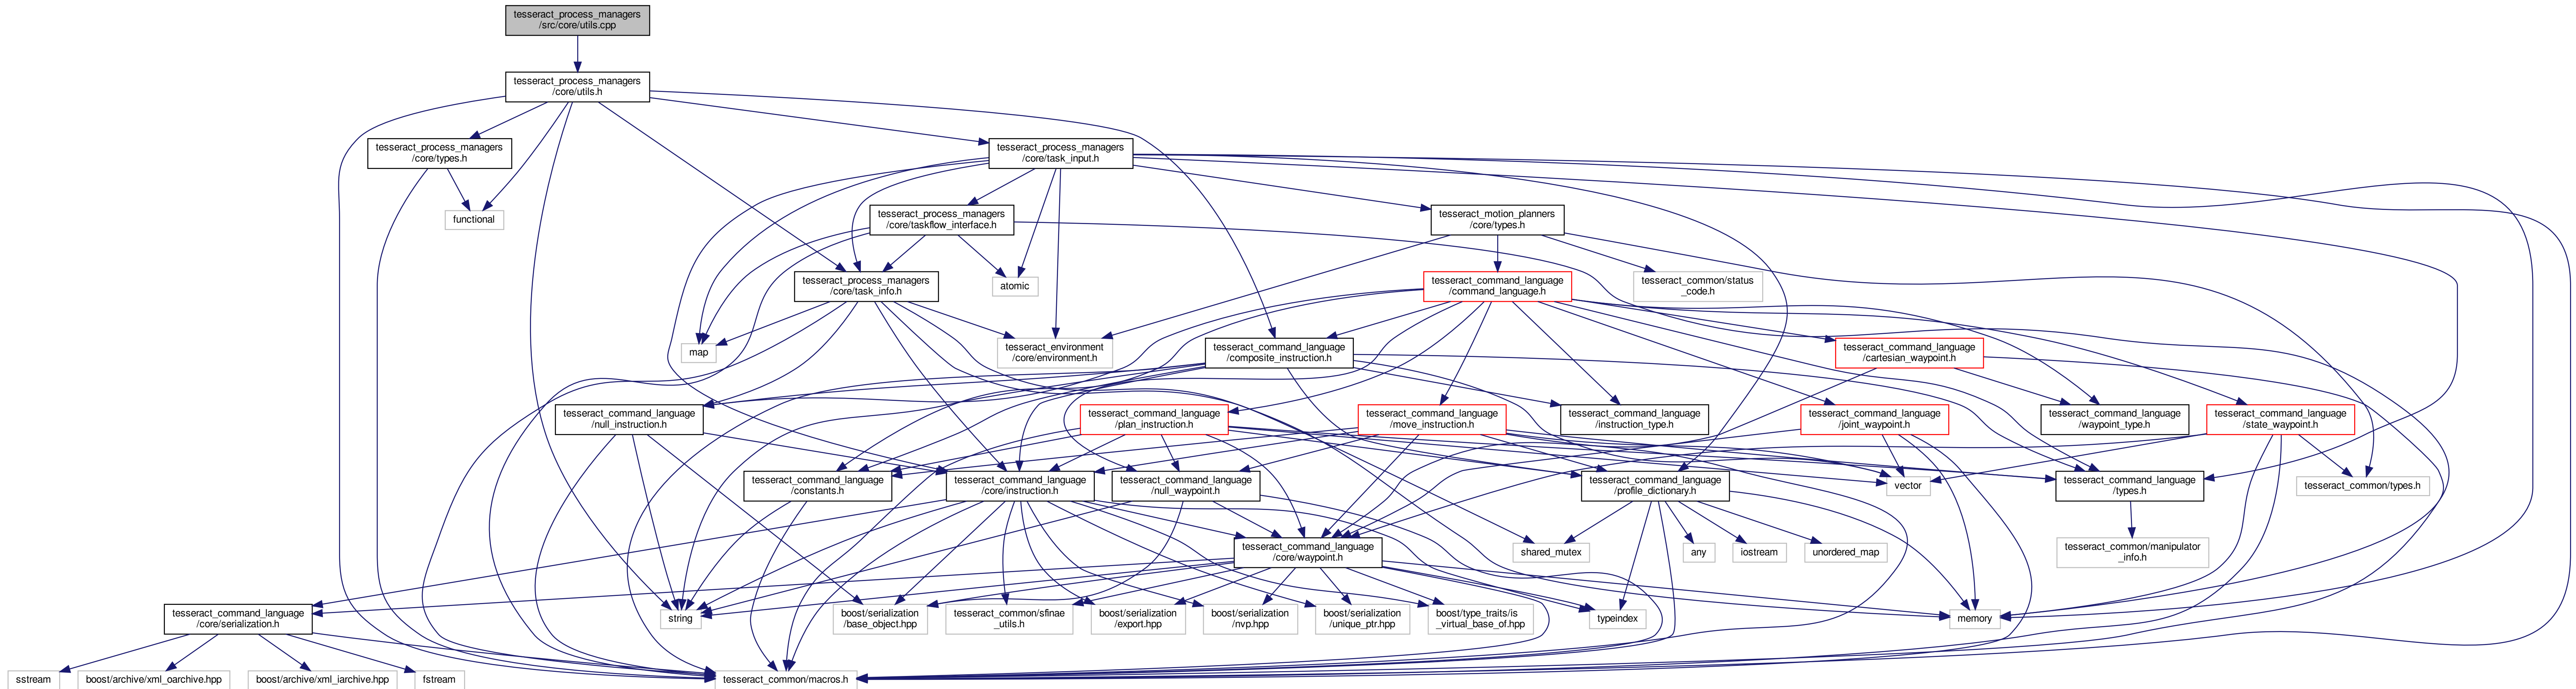 tesseract_process_managers
/src/core/utils.cpp
tesseract_process_managers
/core/utils.h
tesseract_process_managers
/core/types.h
tesseract_process_managers
/core/task_input.h
functional
tesseract_process_managers
/core/taskflow_interface.h
tesseract_motion_planners
/core/types.h
tesseract_process_managers
/core/task_info.h
atomic
tesseract_command_language
/command_language.h
tesseract_common/status
_code.h
map
tesseract_environment
/core/environment.h
tesseract_command_language
/composite_instruction.h
tesseract_command_language
/cartesian_waypoint.h
tesseract_command_language
/null_instruction.h
tesseract_command_language
/plan_instruction.h
tesseract_command_language
/move_instruction.h
tesseract_command_language
/instruction_type.h
tesseract_command_language
/joint_waypoint.h
tesseract_command_language
/waypoint_type.h
tesseract_command_language
/state_waypoint.h
tesseract_command_language
/constants.h
tesseract_command_language
/core/instruction.h
tesseract_command_language
/null_waypoint.h
tesseract_command_language
/profile_dictionary.h
vector
tesseract_command_language
/types.h
tesseract_common/types.h
tesseract_command_language
/core/waypoint.h
shared_mutex
any
iostream
unordered_map
tesseract_common/manipulator
_info.h
tesseract_command_language
/core/serialization.h
string
boost/serialization
/base_object.hpp
tesseract_common/sfinae
_utils.h
boost/serialization
/export.hpp
boost/serialization
/nvp.hpp
boost/serialization
/unique_ptr.hpp
boost/type_traits/is
_virtual_base_of.hpp
typeindex
memory
sstream
boost/archive/xml_oarchive.hpp
boost/archive/xml_iarchive.hpp
fstream
tesseract_common/macros.h